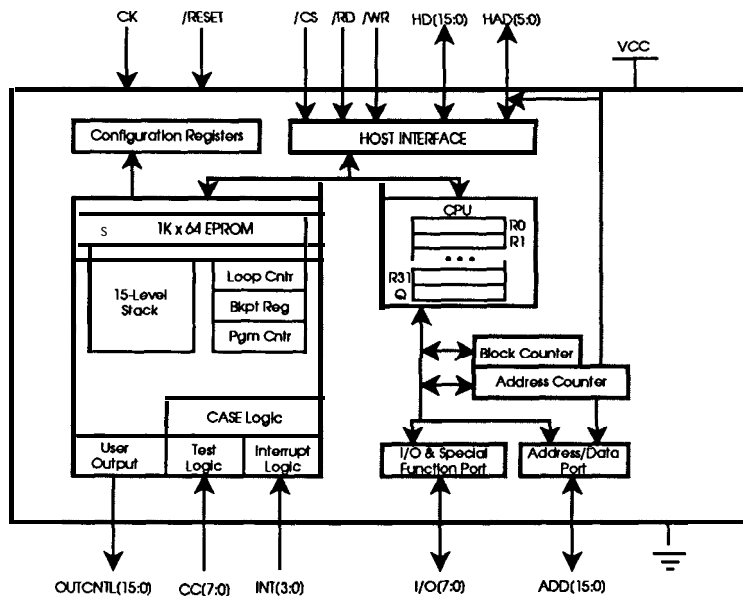 CK /RESET /CS /RD /WR HD(15:0) HAD(5:0)
VCC
Configuration Registers
HOST INTERFACE
S 1K x 64 EPROM
CPU
R0
R1
• • •
R31
Q
15-Level
Stack
Loop Cntr
Bkpt Reg
Pgm Cntr
Block Counter
Address Counter
CASE Logic
User
Output
Test
Logic
Interrupt
Logic
I/O & Special
Function Port
Address/Data
Port
OUTCNTL(15:0) CC(7:0) INT(3:0) I/O(7:0) ADD(15:0)